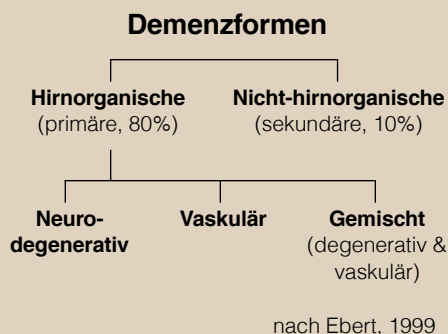 Demenzformen
Hirnorganische
(primäre, 80%)
Nicht-hirnorganische
(sekundäre, 10%)
Neuro-
degenerativ
Vaskulär
Gemischt
(degenerativ &
vaskulär)
nach Ebert, 1999